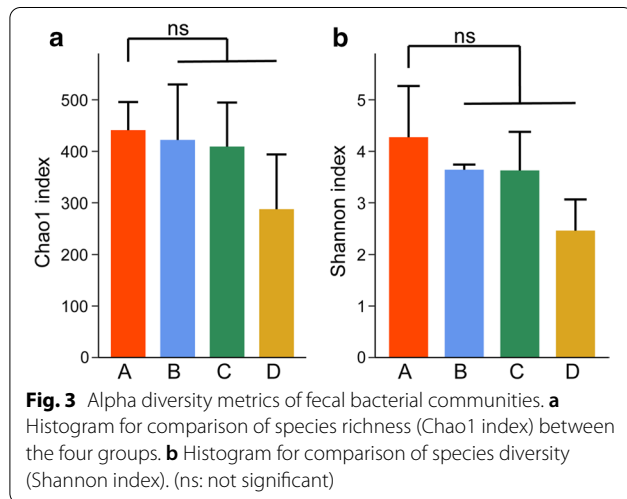 a
ns
500
400
300
200
100
0
Chao1 index
A B C D
b
ns
5
4
3
2
1
0
Shannon index
A B C D
Fig. 3 Alpha diversity metrics of fecal bacterial communities. a
Histogram for comparison of species richness (Chao1 index) between
the four groups. b Histogram for comparison of species diversity
(Shannon index). (ns: not significant)